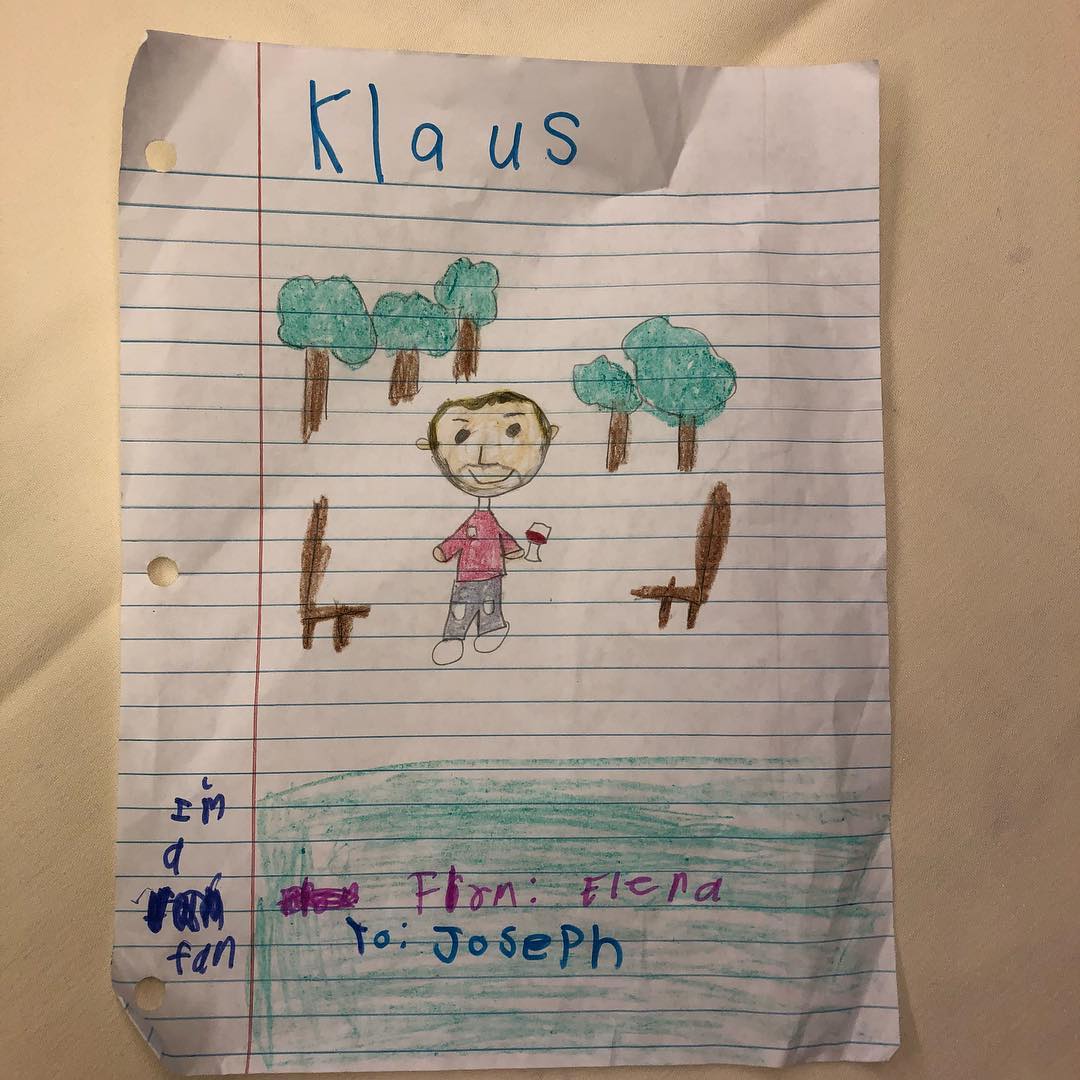 Klaus
I'm
a
fan
From: Elena
To: Joseph